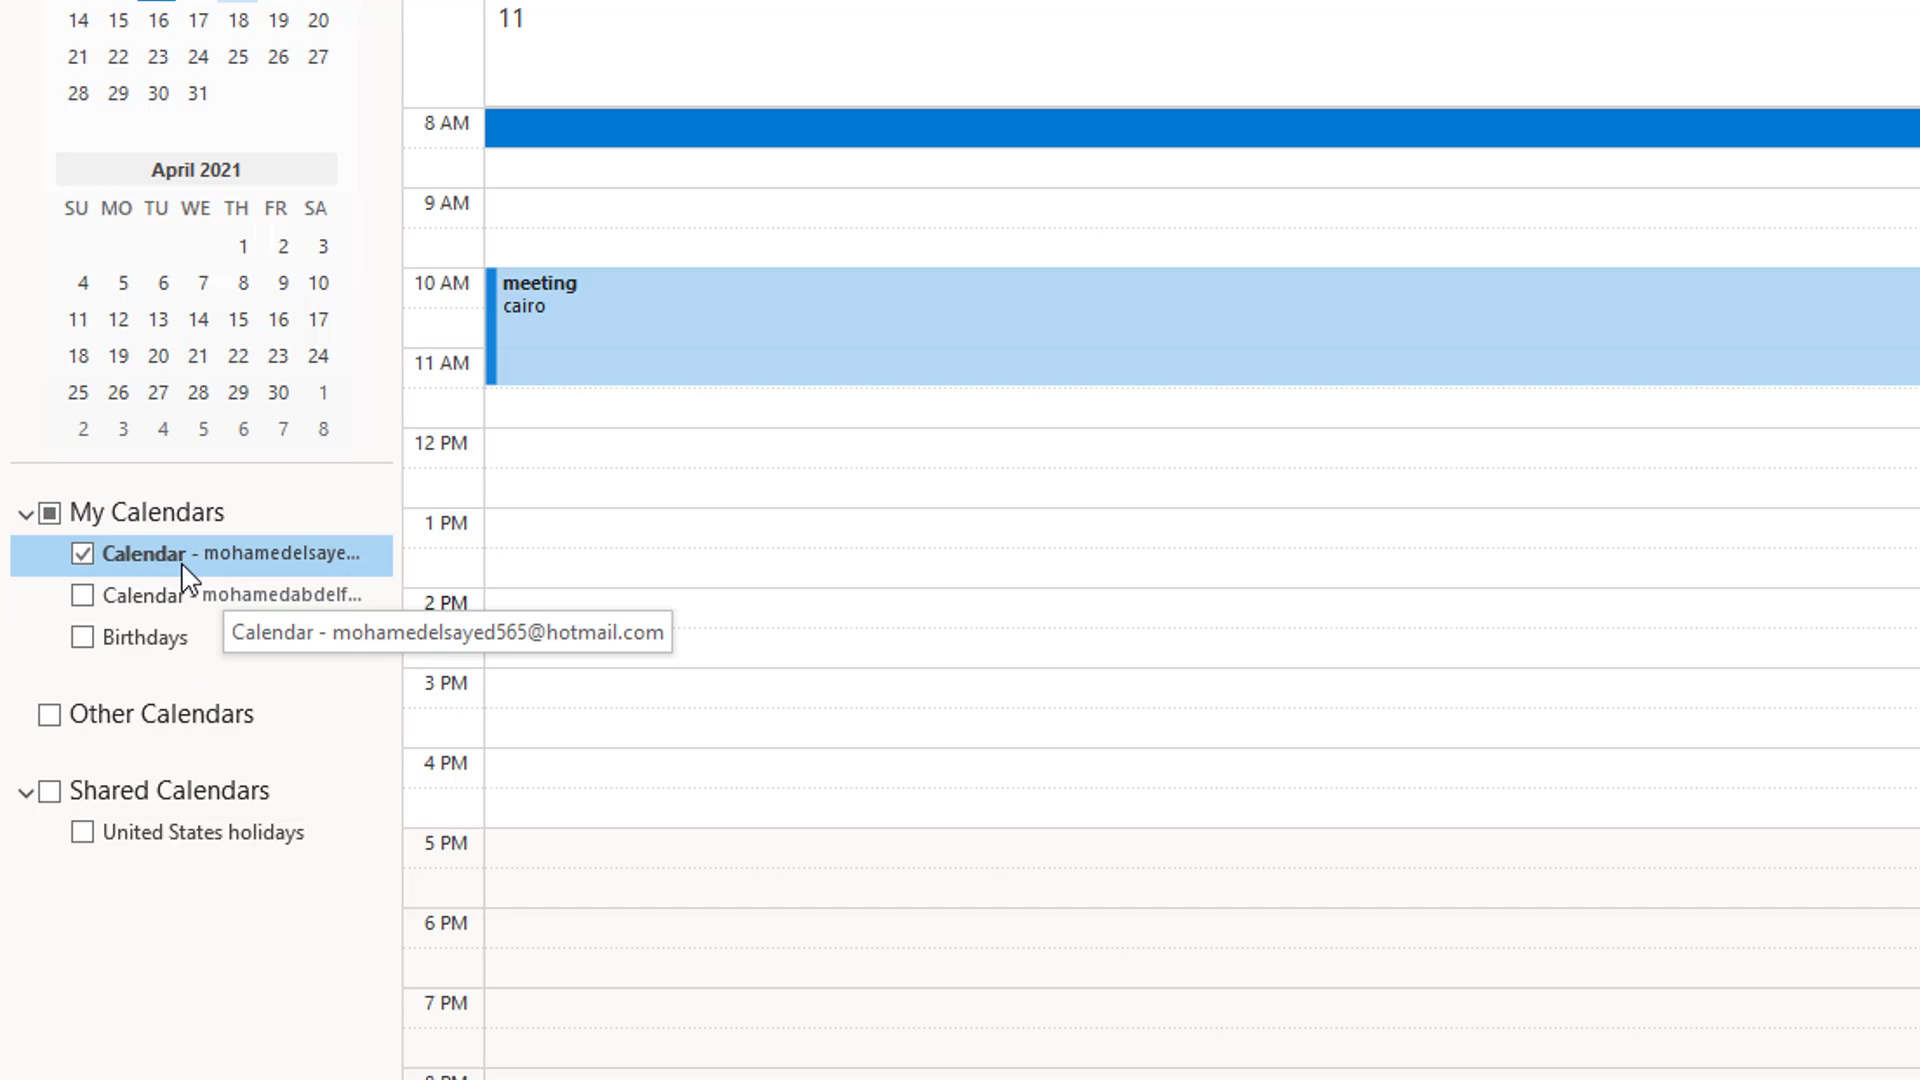 14 15 16 17 18 19 20
21 22 23 24 25 26 27
28 29 30 31
April 2021
SU MO TU WE TH FR SA
1 2 3
4 5 6 7 8 9 10
11 12 13 14 15 16 17
18 19 20 21 22 23 24
25 26 27 28 29 30 1
2 3 4 5 6 7 8
My Calendars
Calendar - mohamedelsaye...
Calendar - mohamedabdelf...
Birthdays
Calendar - mohamedelsayed565@hotmail.com
Other Calendars
Shared Calendars
United States holidays
11
8 AM
9 AM
10 AM
meeting
cairo
11 AM
12 PM
1 PM
2 PM
3 PM
4 PM
5 PM
6 PM
7 PM